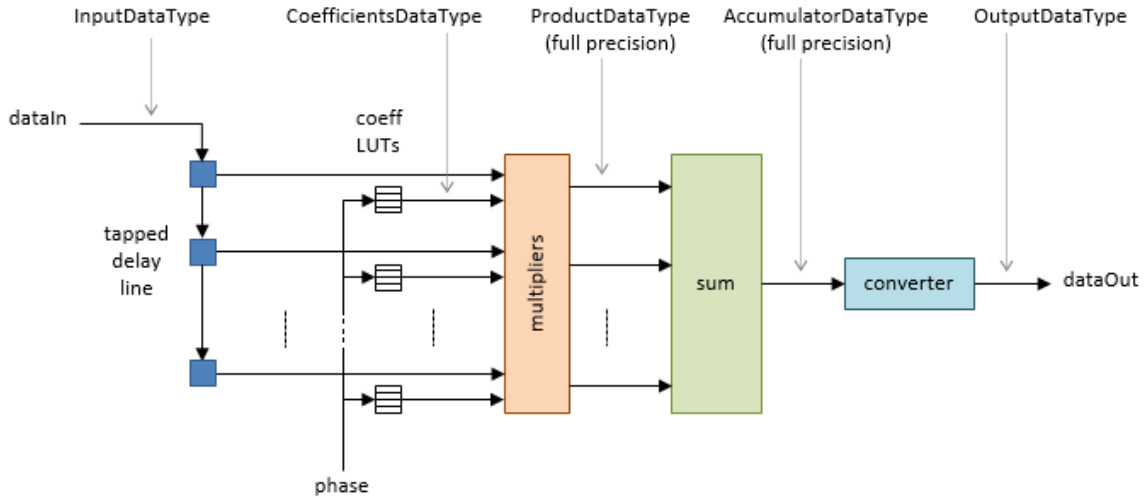 InputDataType
CoefficientsDataType
ProductDataType
(full precision)
AccumulatorDataType
(full precision)
OutputDataType
dataIn
coeff
LUTs
tapped
delay
line
multipliers
sum
converter
dataOut
phase